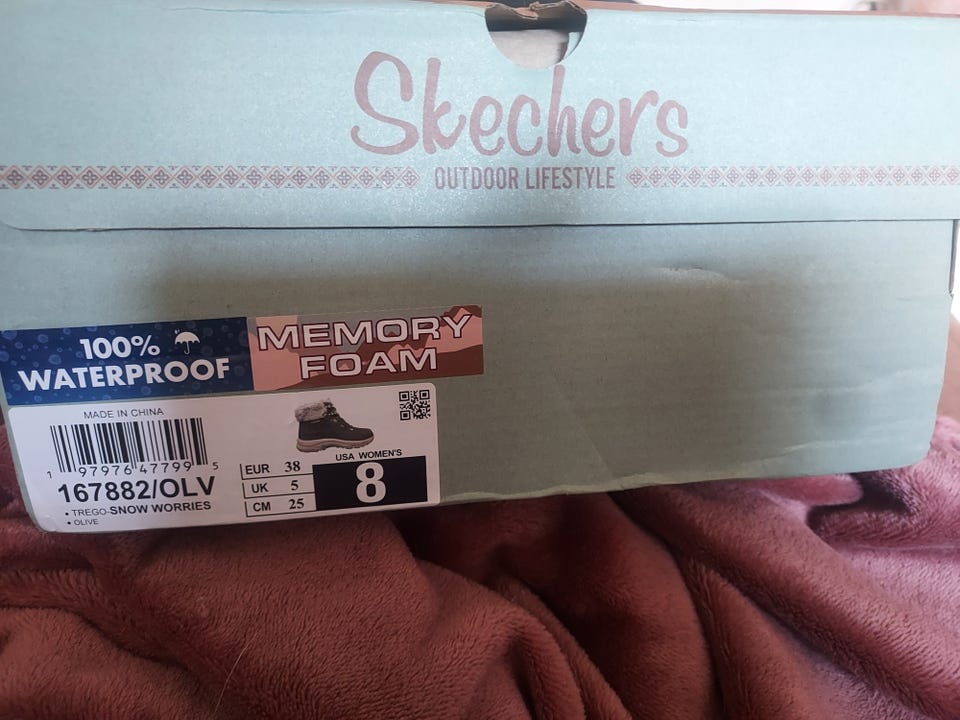 Skechers
OUTDOOR LIFESTYLE
100%
WATERPROOF
MEMORY
FOAM
MADE IN CHINA
1 97976 47799 5
167882/OLV
• TREGO-SNOW WORRIES
• OLIVE
EUR 38
UK 5
CM 25
USA WOMEN'S
8